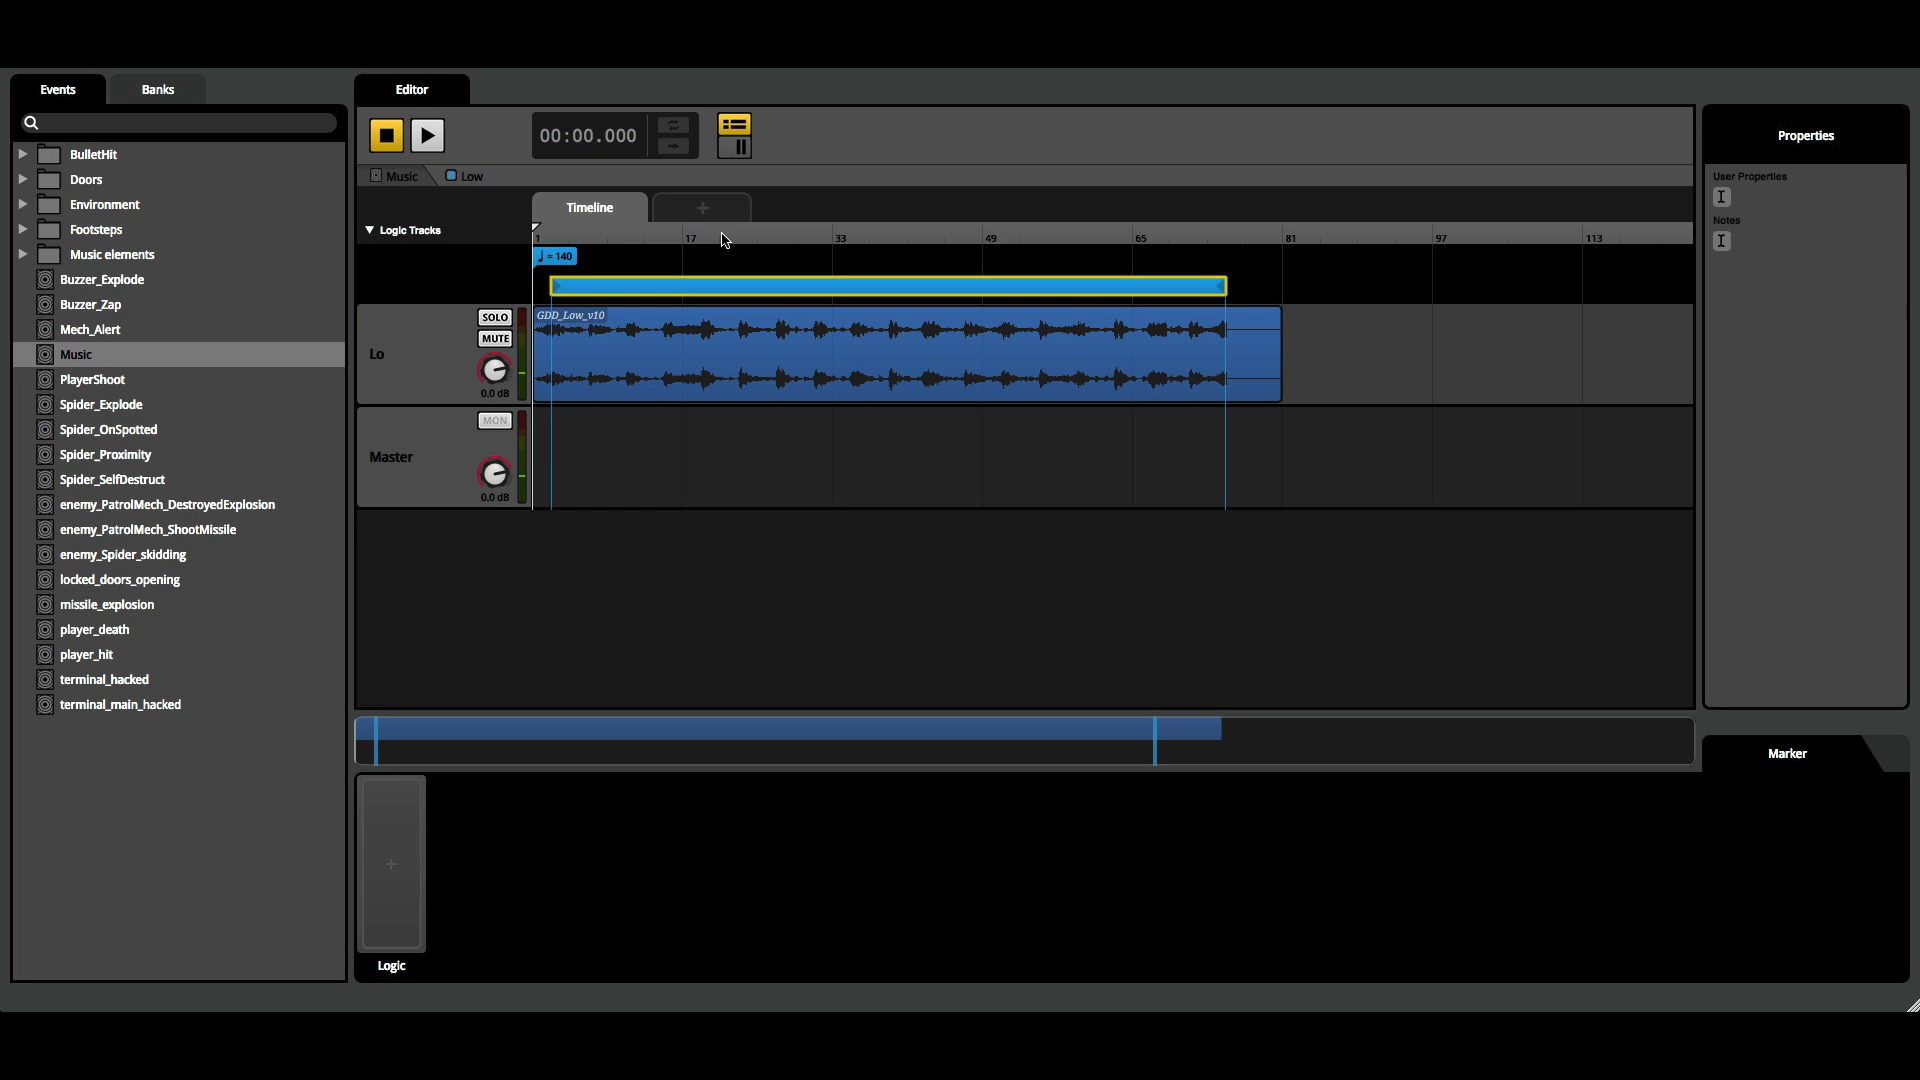 Events
Banks
Editor
00:00.000
Properties
BulletHit
Doors
Environment
Footsteps
Music elements
Buzzer_Explode
Buzzer_Zap
Mech_Alert
Music
PlayerShoot
Spider_Explode
Spider_OnSpotted
Spider_Proximity
Spider_SelfDestruct
enemy_PatrolMech_DestroyedExplosion
enemy_PatrolMech_ShootMissile
enemy_Spider_skidding
locked_doors_opening
missile_explosion
player_death
player_hit
terminal_hacked
terminal_main_hacked
Music
Low
Timeline
+
Logic Tracks
1 17 33 49 65 81 97 113
♩ = 140
GDD_Low_v10
Lo
SOLO
MUTE
0.0 dB
Master
MON
0.0 dB
User Properties
Notes
Marker
+
Logic